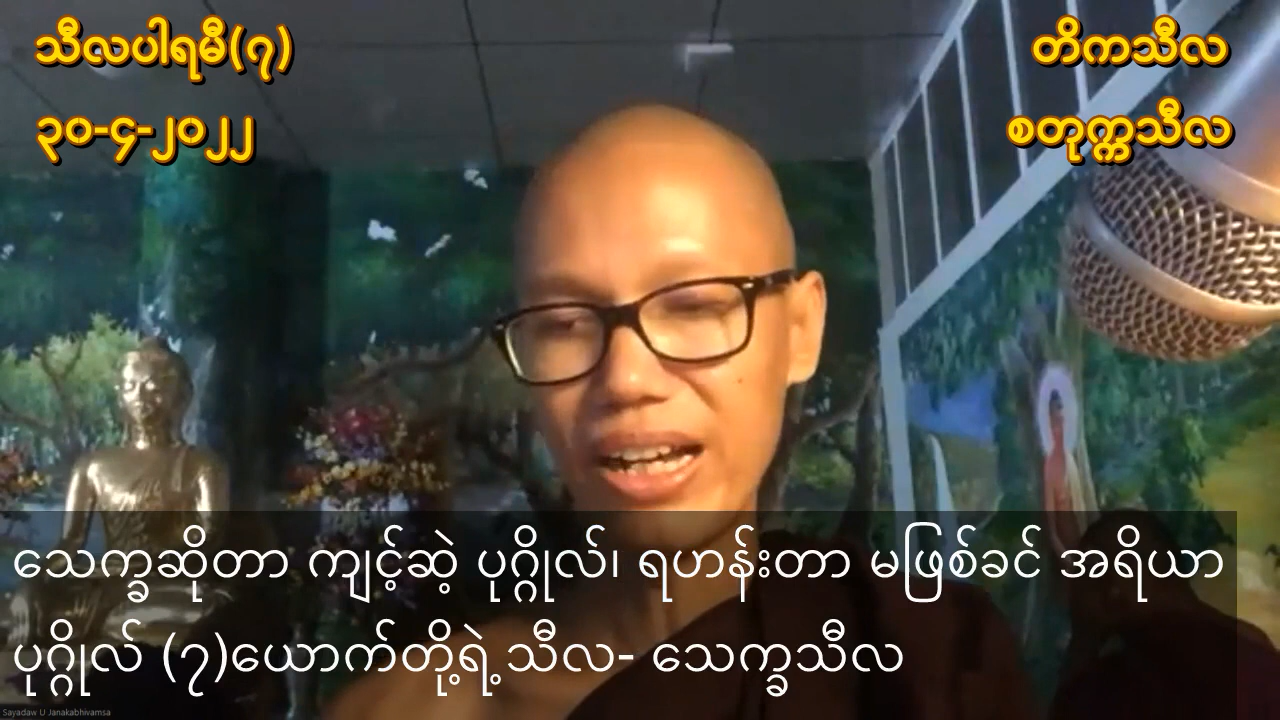 သီလပါရမီ(၇)
၃၀-၄-၂၀၂၂
တိကသီလ
စတုက္ကသီလ
သေက္ခဆိုတာ ကျင့်ဆဲ ပုဂ္ဂိုလ်၊ ရဟန်းတာ မဖြစ်ခင် အရိယာ
ပုဂ္ဂိုလ် (၇)ယောက်တို့ရဲ့သီလ- သေက္ခသီလ
Sayadaw U Janakabhivamsa